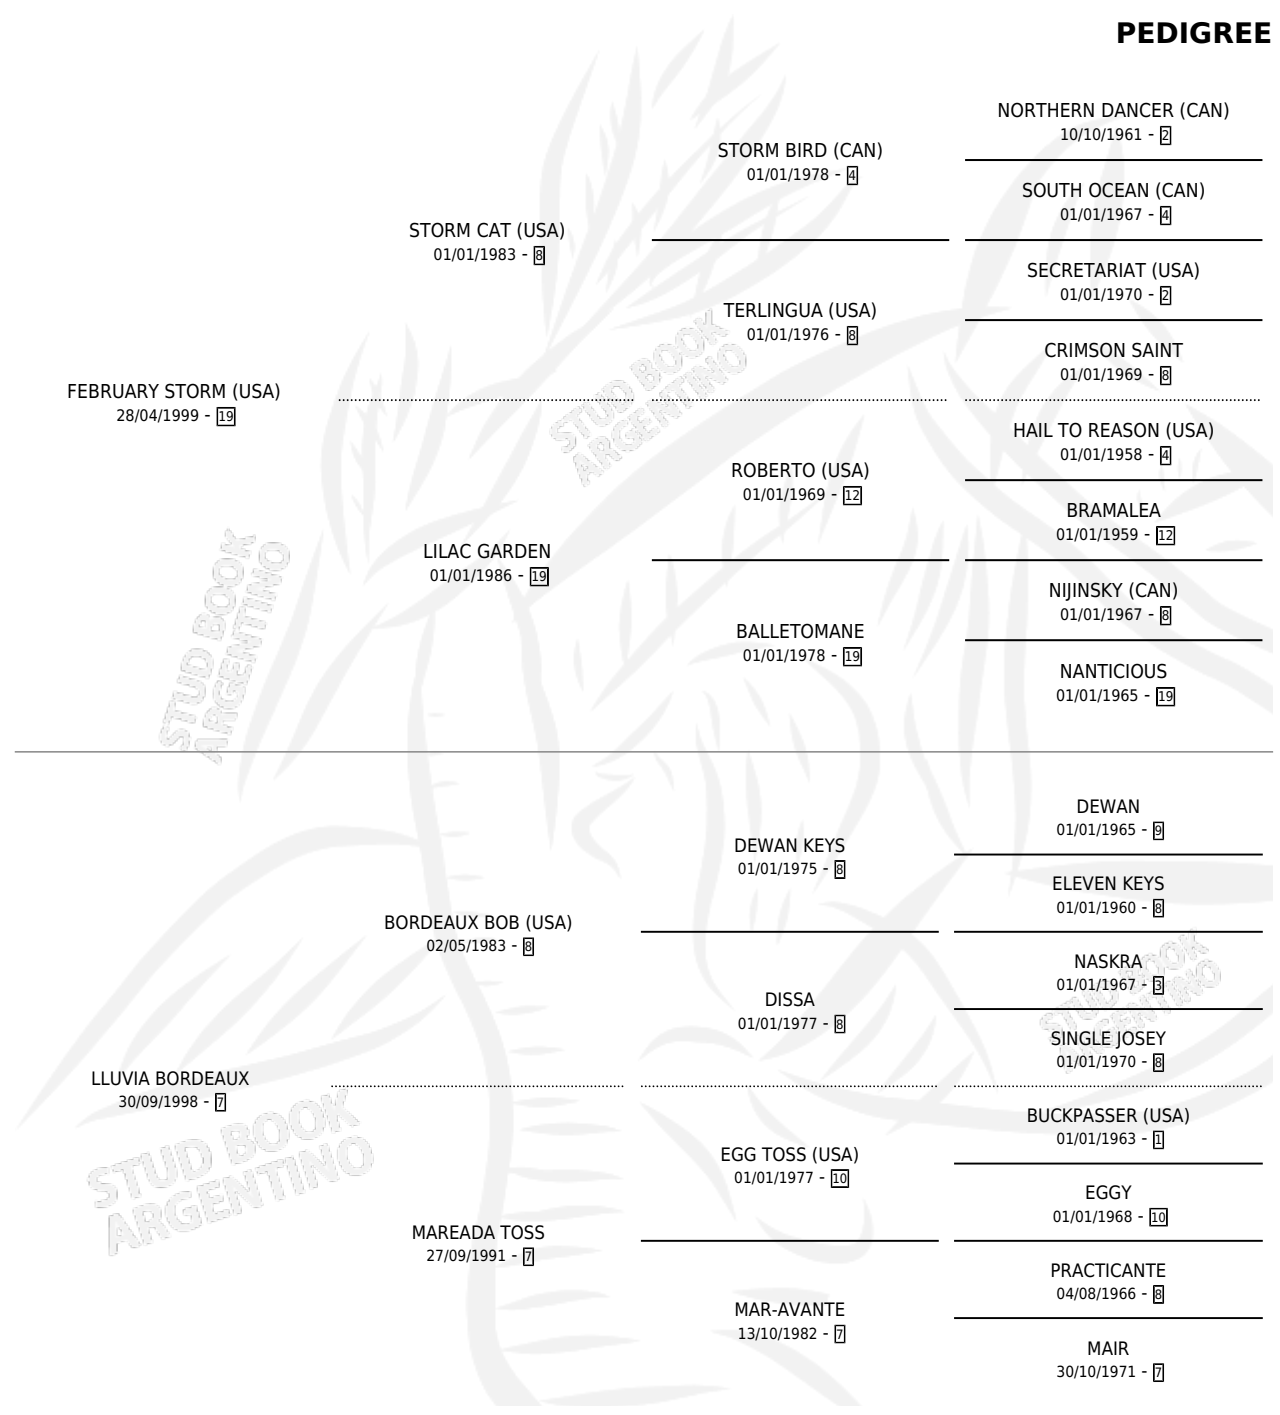 PEDIGREE
NORTHERN DANCER (CAN)
10/10/1961 - 2
STORM BIRD (CAN)
01/01/1978 - 4
SOUTH OCEAN (CAN)
01/01/1967 - 4
STORM CAT (USA)
01/01/1983 - 8
SECRETARIAT (USA)
01/01/1970 - 2
TERLINGUA (USA)
01/01/1976 - 8
CRIMSON SAINT
01/01/1969 - 8
FEBRUARY STORM (USA)
28/04/1999 - 19
HAIL TO REASON (USA)
01/01/1958 - 4
ROBERTO (USA)
01/01/1969 - 12
BRAMALEA
01/01/1959 - 12
LILAC GARDEN
01/01/1986 - 19
NIJINSKY (CAN)
01/01/1967 - 8
BALLETOMANE
01/01/1978 - 19
NANTICIOUS
01/01/1965 - 19
DEWAN
01/01/1965 - 9
DEWAN KEYS
01/01/1975 - 8
ELEVEN KEYS
01/01/1960 - 8
BORDEAUX BOB (USA)
02/05/1983 - 8
NASKRA
01/01/1967 - 3
DISSA
01/01/1977 - 8
SINGLE JOSEY
01/01/1970 - 8
LLUVIA BORDEAUX
30/09/1998 - 7
BUCKPASSER (USA)
01/01/1963 - 1
EGG TOSS (USA)
01/01/1977 - 10
EGGY
01/01/1968 - 10
MAREADA TOSS
27/09/1991 - 7
PRACTICANTE
04/08/1966 - 8
MAR-AVANTE
13/10/1982 - 7
MAIR
30/10/1971 - 7
STUD BOOK
ARGENTINO
STUD BOOK
ARGENTINO
STUD BOOK
ARGENTINO
STUD BOOK
ARGENTINO